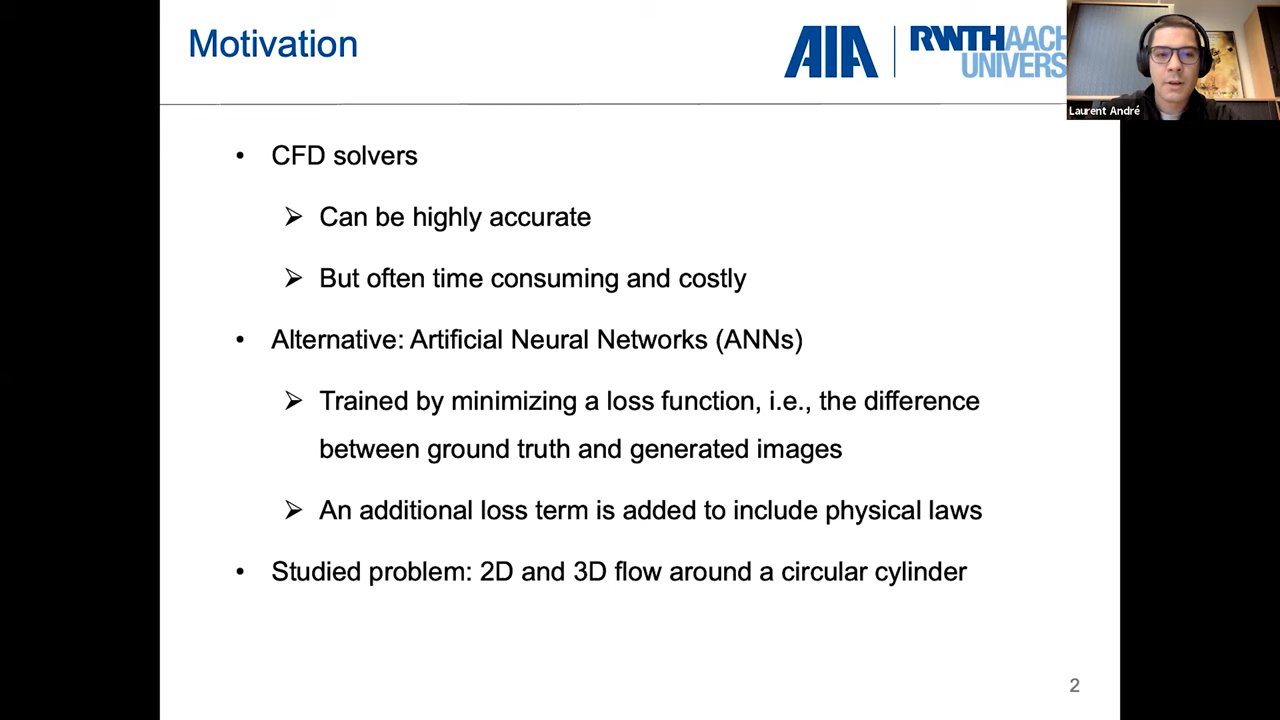 Motivation
AIA
RWTHAACH
UNIVERS
Laurent André
• CFD solvers
➢ Can be highly accurate
➢ But often time consuming and costly
• Alternative: Artificial Neural Networks (ANNs)
➢ Trained by minimizing a loss function, i.e., the difference
between ground truth and generated images
➢ An additional loss term is added to include physical laws
• Studied problem: 2D and 3D flow around a circular cylinder
2